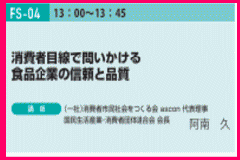 FS-04 13:00~13:45
消費者目線で問いかける
食品企業の信頼と品質
講師
(一社)消費者市民社会をつくる会 ascon 代表理事
国民生活産業・消費者団体連合会 会長
阿南 久